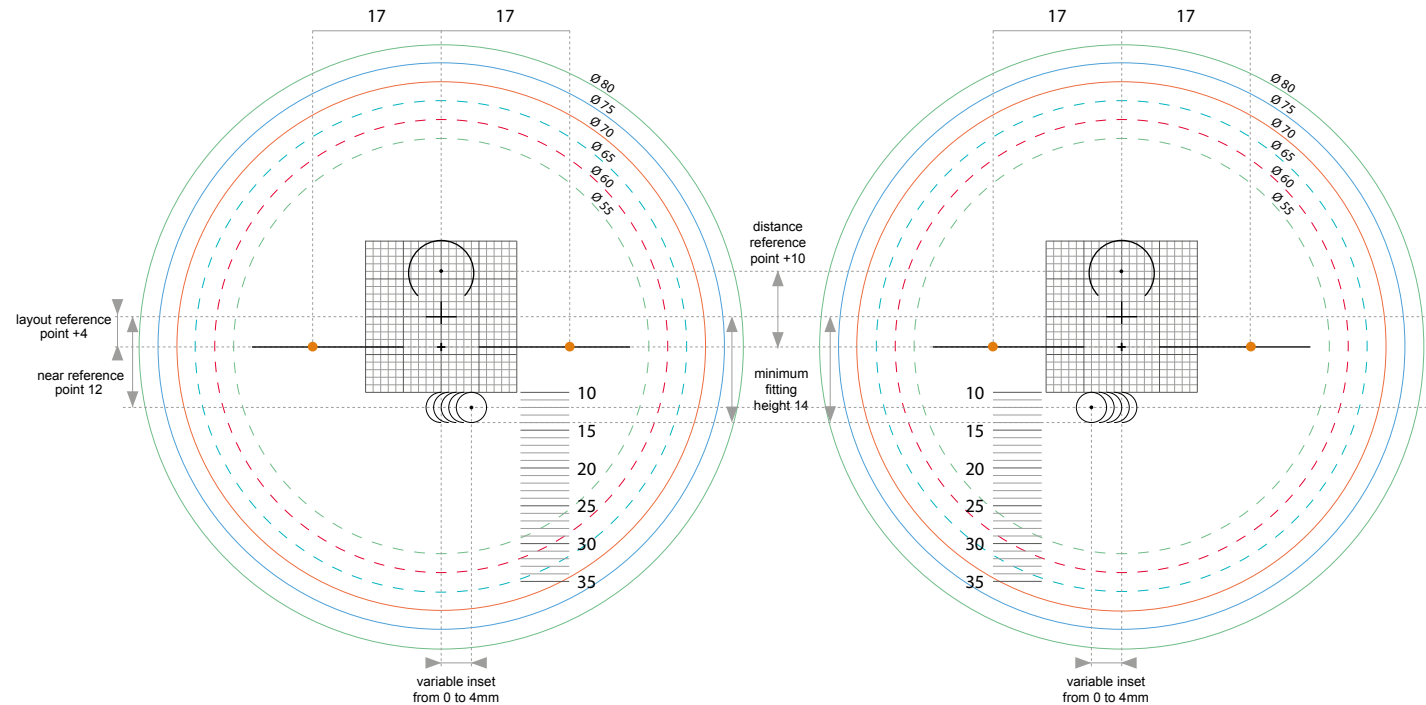 17
17
17
17
Ø 80
Ø 75
Ø 70
Ø 65
Ø 60
Ø 55
Ø 80
Ø 75
Ø 70
Ø 65
Ø 60
Ø 55
distance
reference
point +10
layout reference
point +4
near reference
point 12
minimum
fitting
height 14
10
15
20
25
30
35
10
15
20
25
30
35
variable inset
from 0 to 4mm
variable inset
from 0 to 4mm